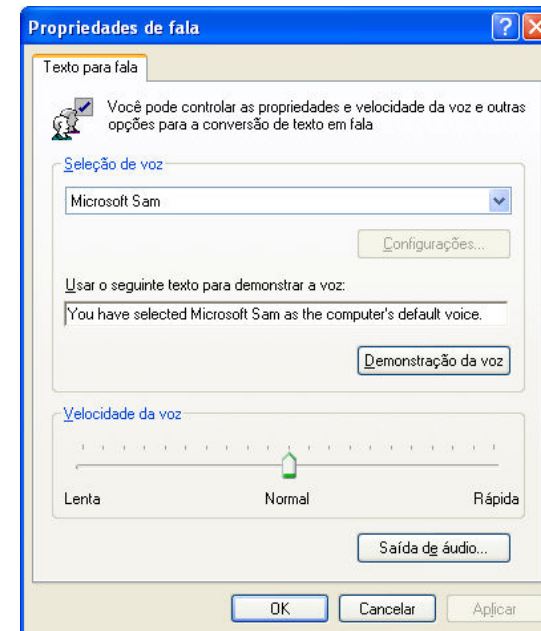 Propriedades de fala
Texto para fala
Você pode controlar as propriedades e velocidade da voz e outras
opções para a conversão de texto em fala
Seleção de voz
Microsoft Sam
Configurações...
Usar o seguinte texto para demonstrar a voz:
You have selected Microsoft Sam as the computer's default voice.
Demonstração da voz
Velocidade da voz
Lenta Normal Rápida
Saída de áudio...
OK Cancelar Aplicar